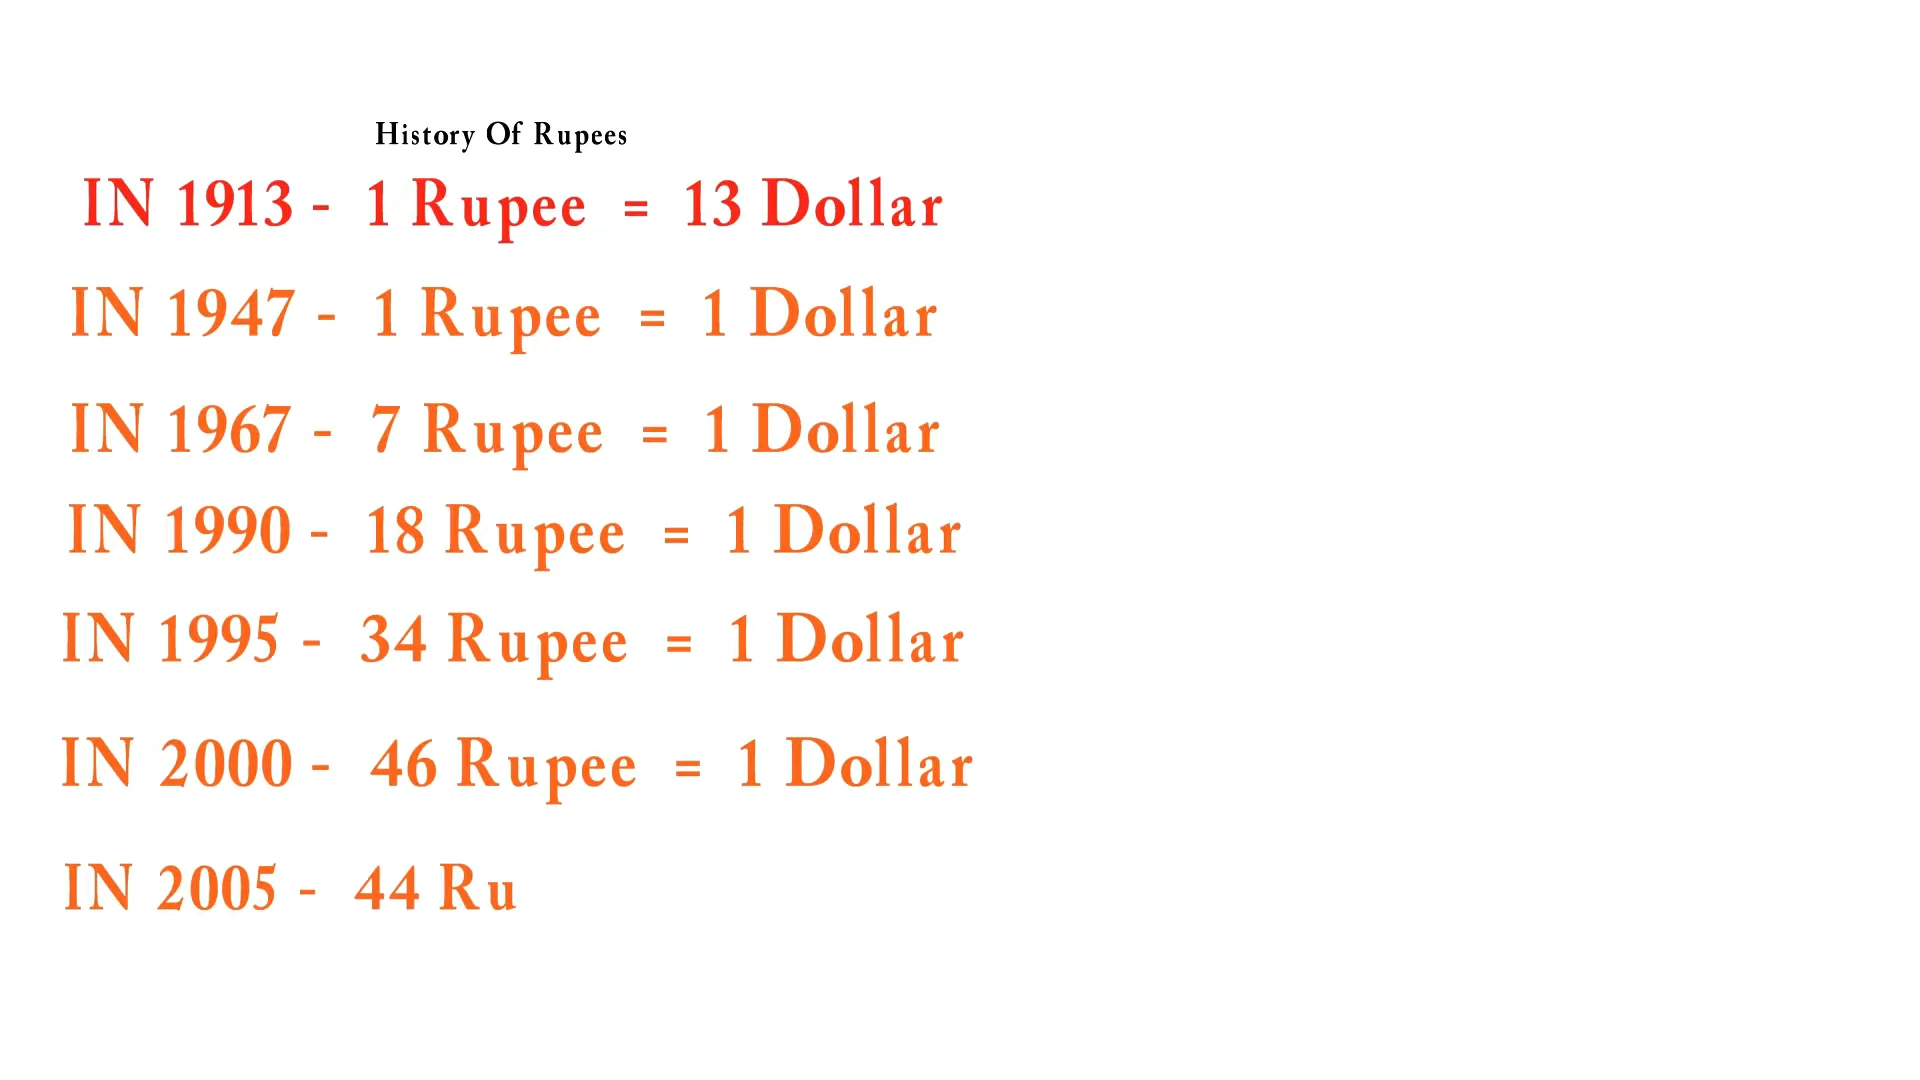 History Of Rupees
IN 1913 - 1 Rupee = 13 Dollar
IN 1947 - 1 Rupee = 1 Dollar
IN 1967 - 7 Rupee = 1 Dollar
IN 1990 - 18 Rupee = 1 Dollar
IN 1995 - 34 Rupee = 1 Dollar
IN 2000 - 46 Rupee = 1 Dollar
IN 2005 - 44 Ru